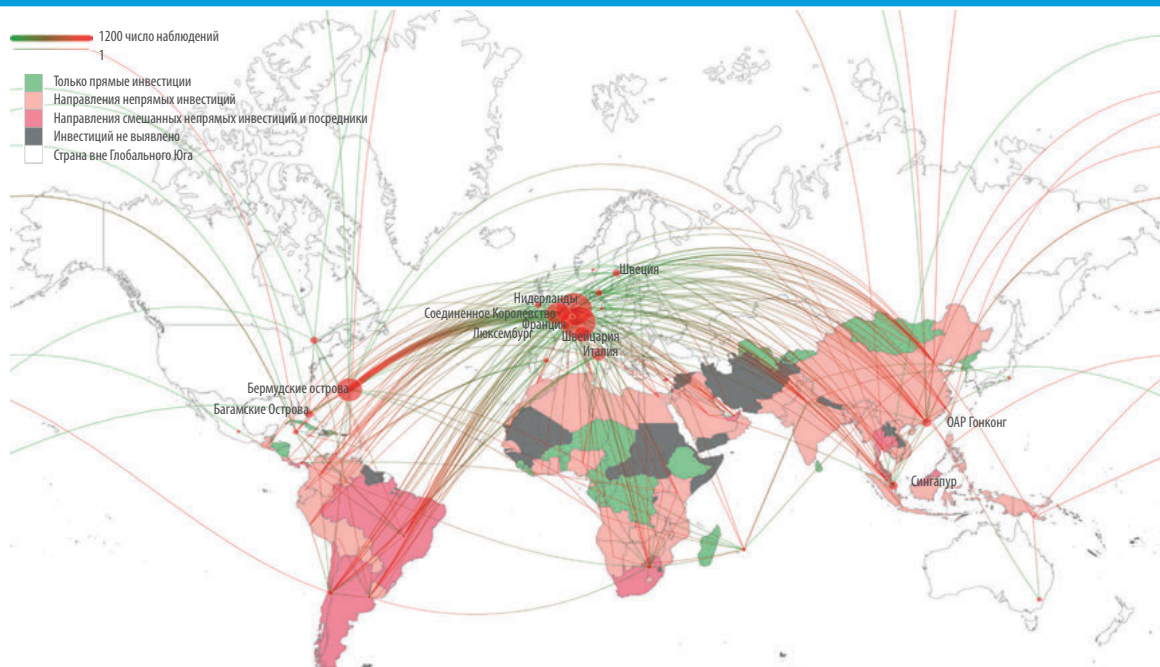 1200 число наблюдений
1
Только прямые инвестиции
Направления непрямых инвестиций
Направления смешанных непрямых инвестиций и посредники
Инвестиций не выявлено
Страна вне Глобального Юга
Швеция
Нидерланды
Соединенное Королевство
Франция
Люксембург
Швейцария
Италия
Бермудские острова
Багамские Острова
ОАР Гонконг
Сингапур